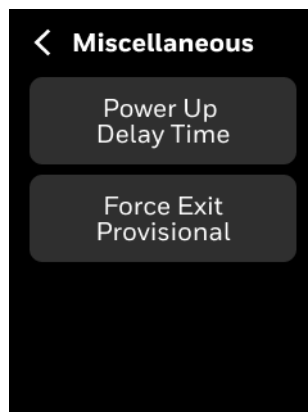 Miscellaneous
Power Up
Delay Time
Force Exit
Provisional